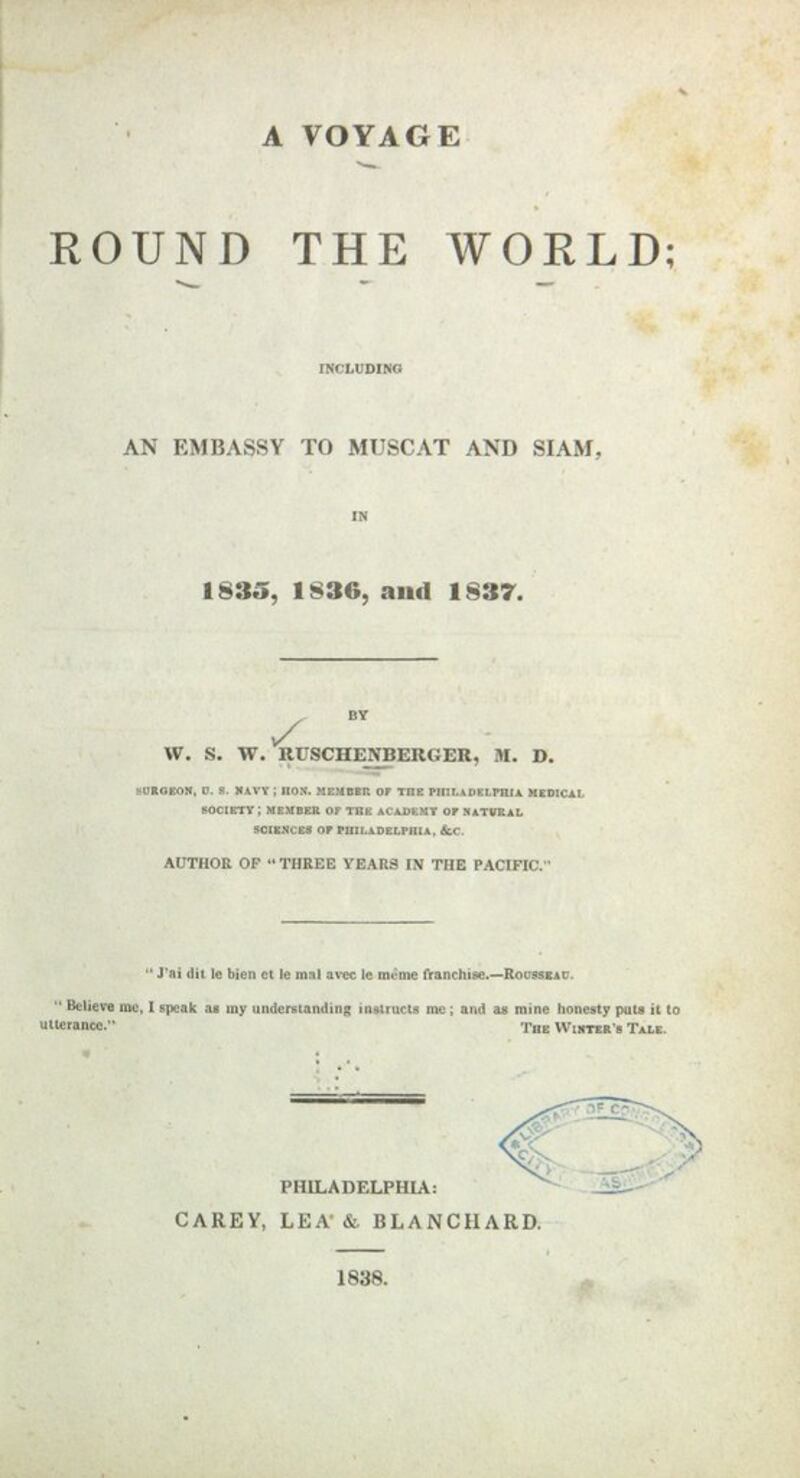 A VOYAGE
ROUND THE WORLD;
INCLUDING
AN EMBASSY TO MUSCAT AND SIAM,
IN
1835, 1836, and 1837.
BY
W. S. W. RUSCHENBERGER, M. D.
SURGEON, U. S. NAVY; HON. MEMBER OF THE PHILADELPHIA MEDICAL
SOCIETY; MEMBER OF THE ACADEMY OF NATURAL
SCIENCES OF PHILADELPHIA, &C.
AUTHOR OF "THREE YEARS IN THE PACIFIC."
"J'ai dit le bien et le mal avec le même franchise.—ROUSSEAU.
"Believe me, I speak as my understanding instructs me; and as mine honesty puts it to
utterance." THE WINTER'S TALE.
PHILADELPHIA:
CAREY, LEA & BLANCHARD.
1838.